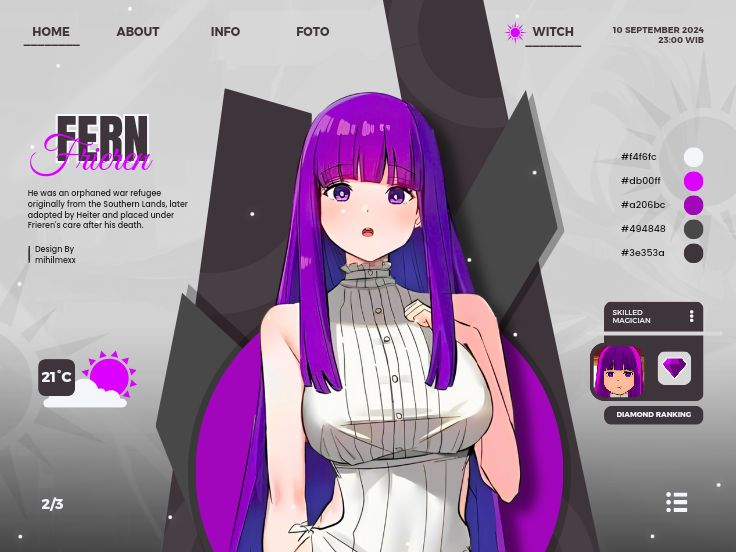 HOME
ABOUT
INFO
FOTO
WITCH
10 SEPTEMBER 2024
23:00 WIB
FERN
Frieren
He was an orphaned war refugee
originally from the Southern Lands, later
adopted by Heiter and placed under
Frieren's care after his death.
Design By
mihilmexx
#f4f6fc
#db00ff
#a206bc
#494848
#3e353a
SKILLED
MAGICIAN
DIAMOND RANKING
21°C
2/3